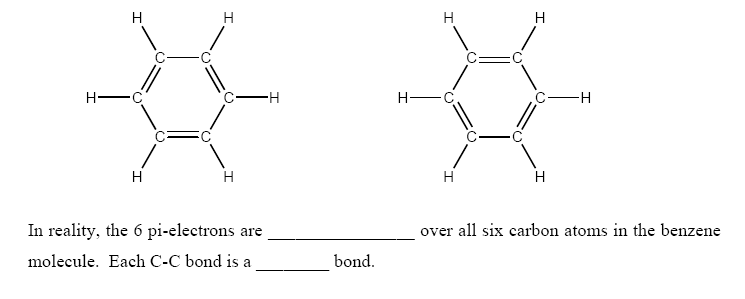 H H H H
C C C C
H C C H H C C H
C C C C
H H H H
In reality, the 6 pi-electrons are ________________ over all six carbon atoms in the benzene
molecule. Each C-C bond is a ________ bond.